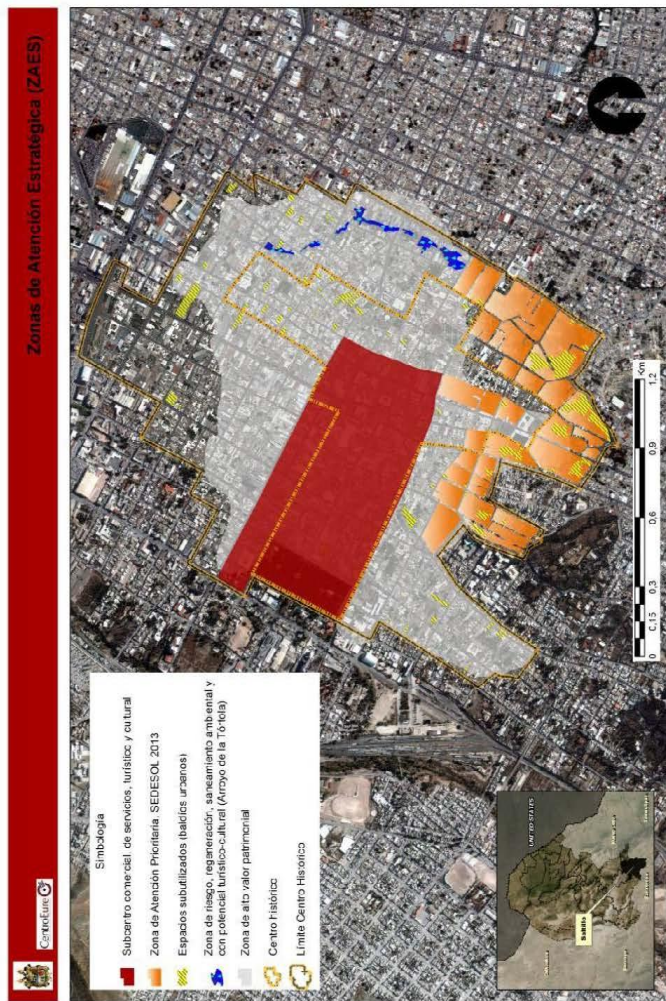 Zonas de Atención Estratégica (ZAES)
CentroEure
Simbología
Subcentro comercial, de servicios, turístico y cultural
Zona de Atención Prioritaria. SEDESOL 2013
Espacios subutilizados (baldíos urbanos)
Zona de riesgo, regeneración, saneamiento ambiental y
con potencial turístico-cultural (Arroyo de la Tórtola)
Zona de alto valor patrimonial
Centro histórico
Límite Centro Histórico
UNITED STATES
Saltillo
0 0,15 0,3 0,6 0,9 1,2
Km